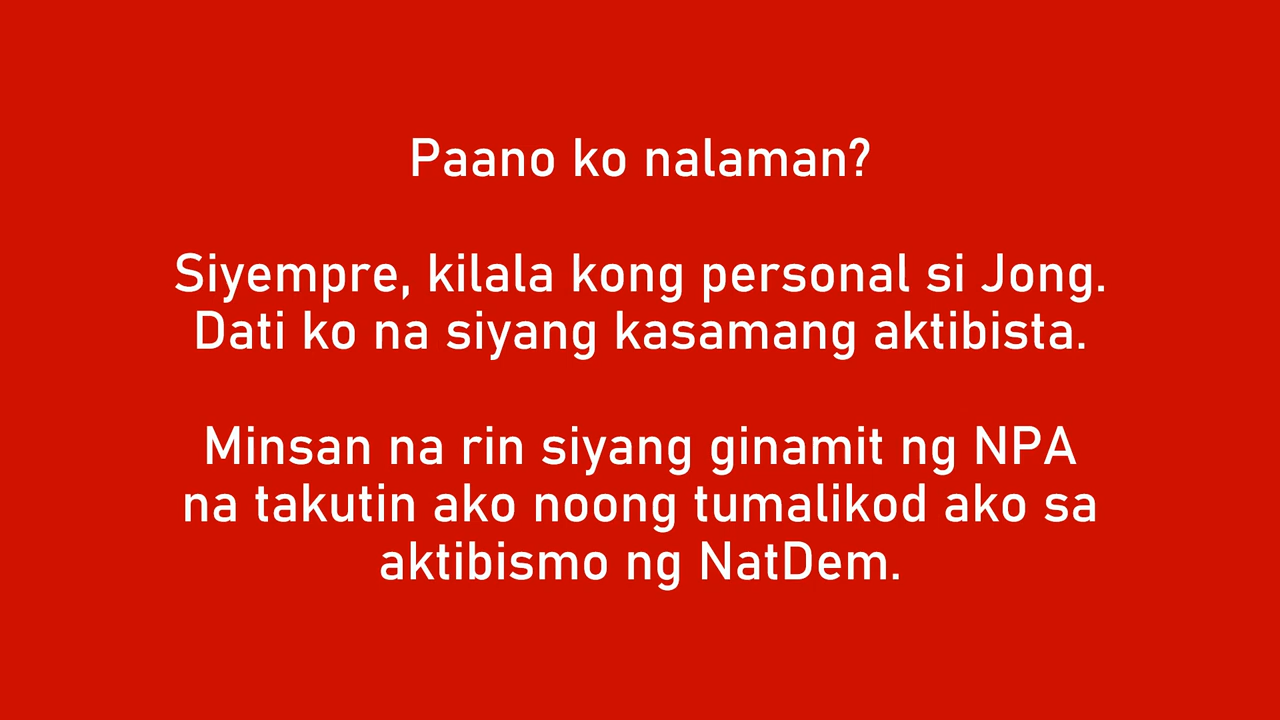 Paano ko nalaman?
Siyempre, kilala kong personal si Jong.
Dati ko na siyang kasamang aktibista.
Minsan na rin siyang ginamit ng NPA
na takutin ako noong tumalikod ako sa
aktibismo ng NatDem.